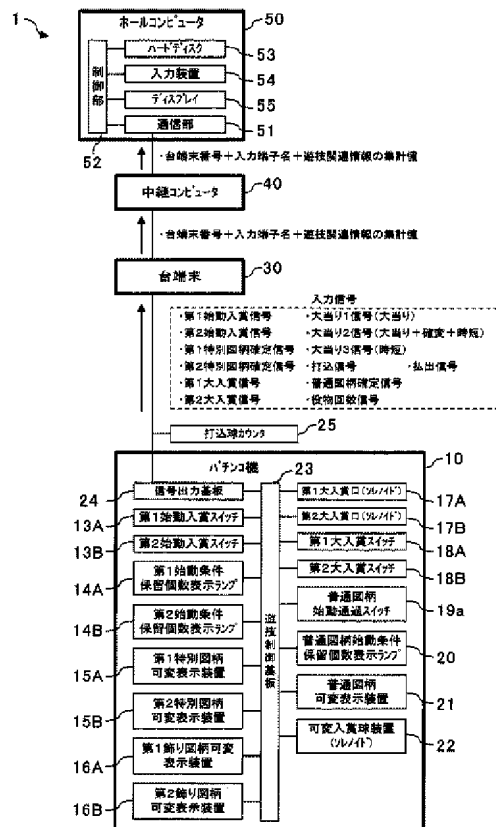 1
ホールコンピュータ
50
ハードディスク
53
制御部
入力装置
54
ディスプレイ
55
通信部
51
52
・台端末番号＋入力端子名＋遊技関連情報の集計値
中継コンピュータ
40
・台端末番号＋入力端子名＋遊技関連情報の集計値
台端末
30
入力信号
・第1始動入賞信号 ・大当り1信号(大当り)
・第2始動入賞信号 ・大当り2信号(大当り＋確変＋時短)
・第1特別図柄確定信号 ・大当り3信号(時短)
・第2特別図柄確定信号 ・打込信号 ・払出信号
・第1大入賞信号 ・普通図柄確定信号
・第2大入賞信号 ・役物回数信号
打込球カウンタ
25
パチンコ機
23
10
24
信号出力基板
第1大入賞口(ソレノイド)
17A
13A
第1始動入賞スイッチ
第2大入賞口(ソレノイド)
17B
13B
第2始動入賞スイッチ
第1大入賞スイッチ
18A
14A
第1始動条件
保留個数表示ランプ
第2大入賞スイッチ
18B
遊技制御基板
普通図柄
始動通過スイッチ
19a
14B
第2始動条件
保留個数表示ランプ
普通図柄始動条件
保留個数表示ランプ
20
15A
第1特別図柄
可変表示装置
普通図柄
可変表示装置
21
15B
第2特別図柄
可変表示装置
可変入賞球装置
(ソレノイド)
22
16A
第1飾り図柄可変
表示装置
16B
第2飾り図柄
可変表示装置